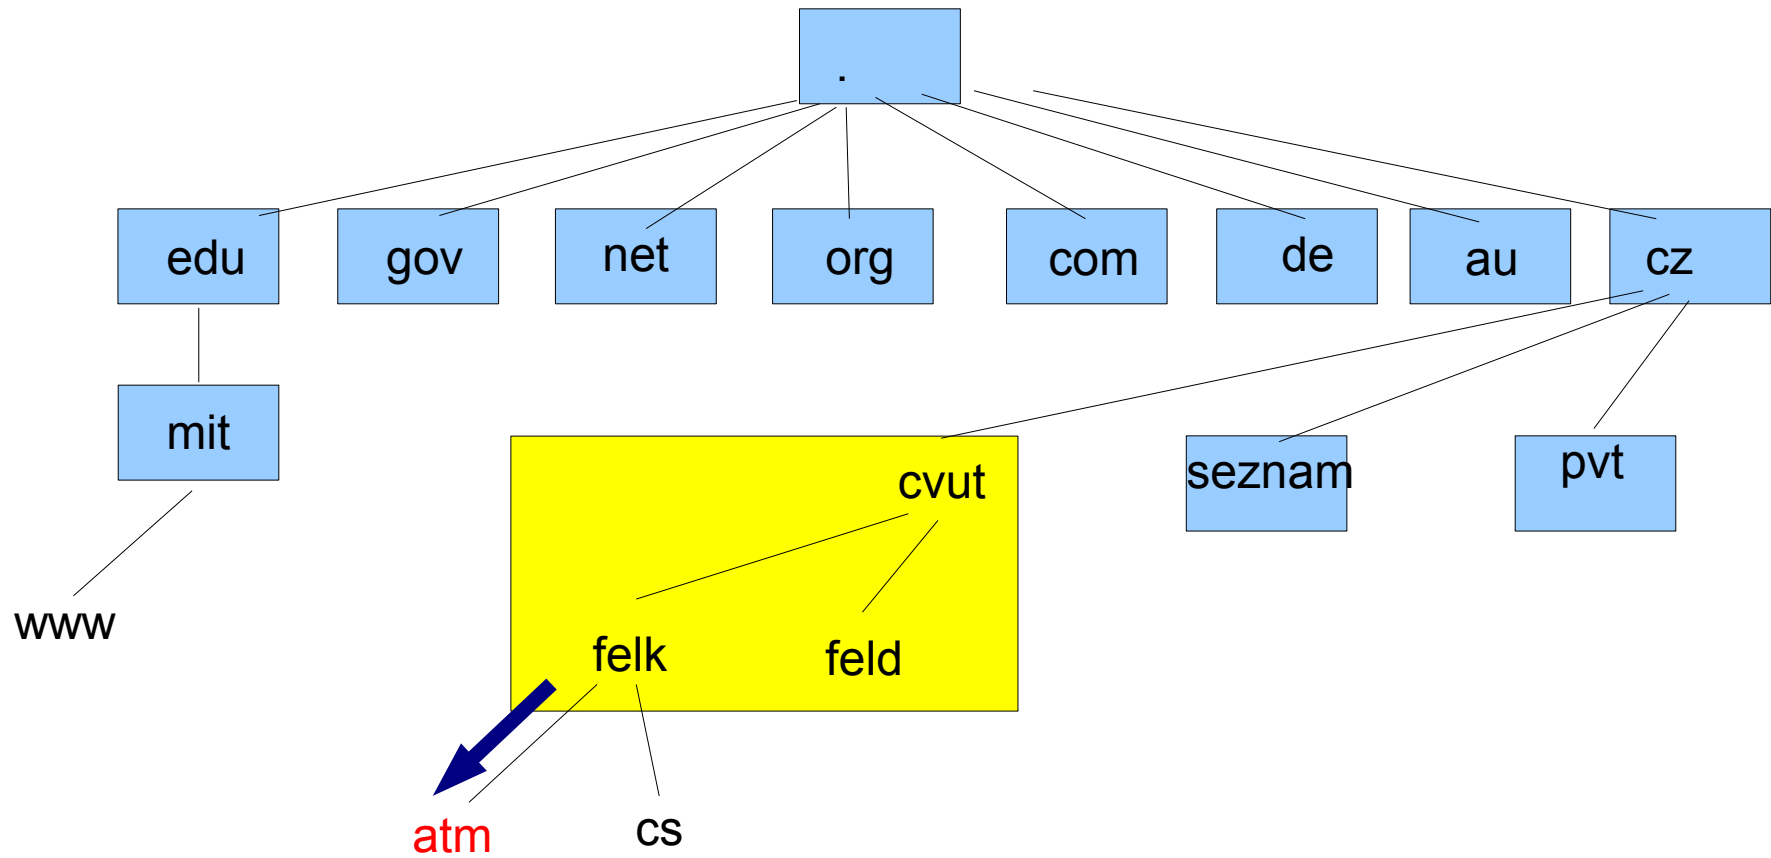 .
edu
gov
net
org
com
de
au
cz
mit
cvut
seznam
pvt
www
felk
feld
atm
cs